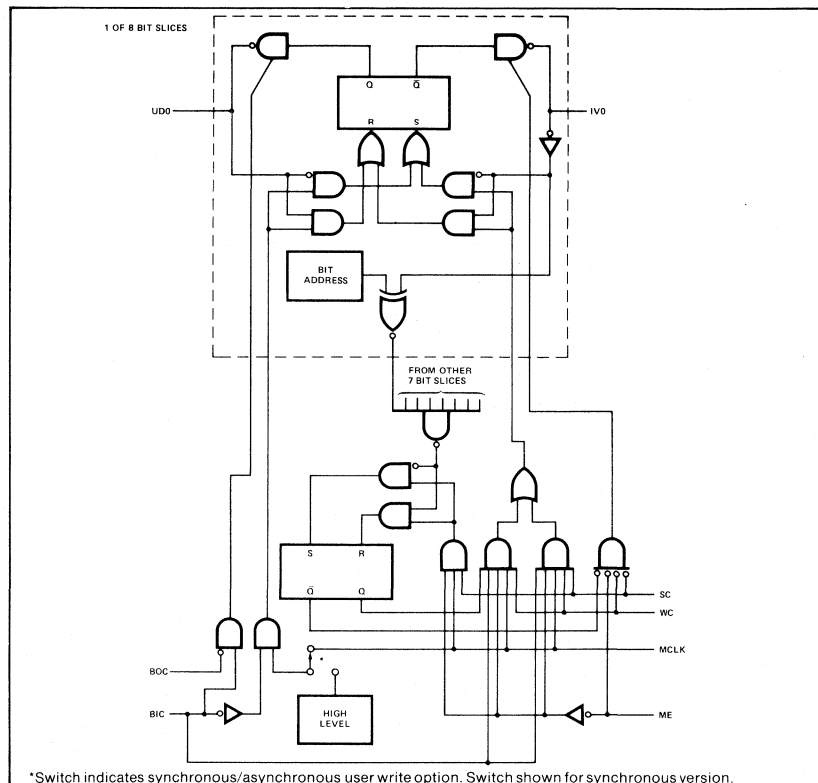 1 OF 8 BIT SLICES
Q
Q̄
UD0
IV0
R
S
BIT
ADDRESS
FROM OTHER
7 BIT SLICES
S
R
Q̄
Q
SC
WC
*
MCLK
BOC
BIC
HIGH
LEVEL
ME
*Switch indicates synchronous/asynchronous user write option. Switch shown for synchronous version.